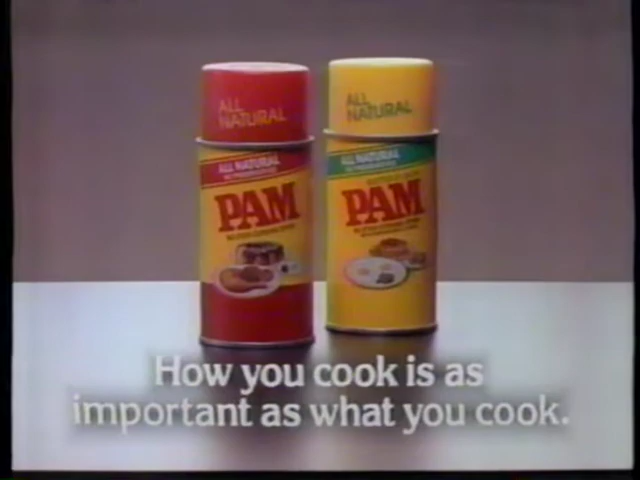 ALL
NATURAL
ALL
NATURAL
ALL NATURAL
ALL NATURAL
PAM
PAM
How you cook is as
important as what you cook.